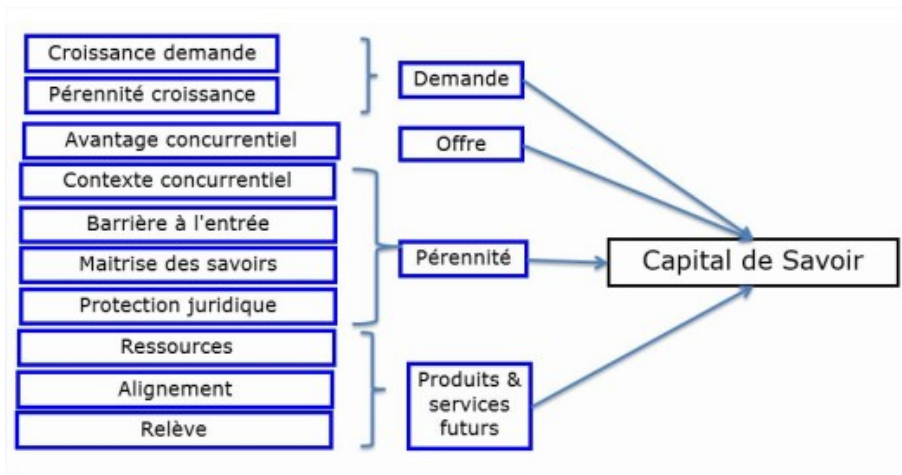 Croissance demande
Pérennité croissance
Avantage concurrentiel
Contexte concurrentiel
Barrière à l'entrée
Maitrise des savoirs
Protection juridique
Ressources
Alignement
Relève
Demande
Offre
Pérennité
Produits &
services
futurs
Capital de Savoir